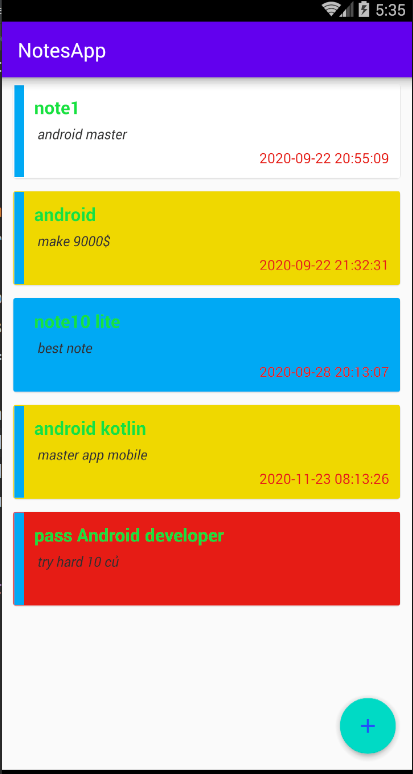 5:35
NotesApp
note1
android master
2020-09-22 20:55:09
android
make 9000$
2020-09-22 21:32:31
note10 lite
best note
2020-09-28 20:13:07
android kotlin
master app mobile
2020-11-23 08:13:26
pass Android developer
try hard 10 củ
+